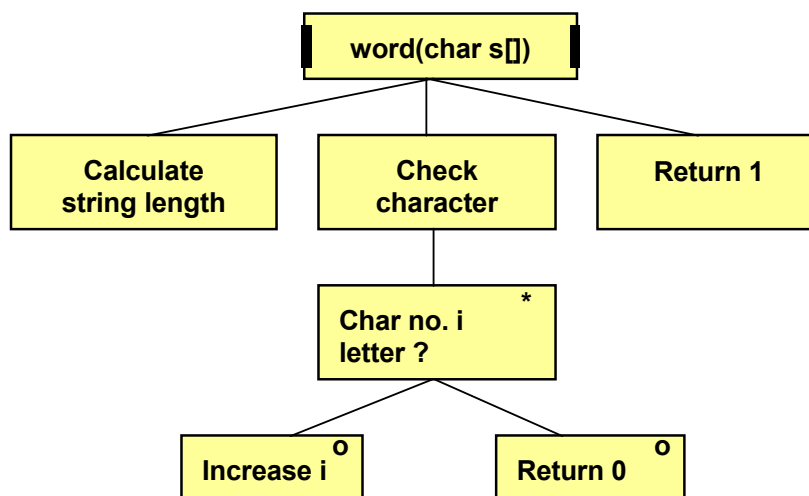 word(char s[])
Calculate
string length
Check
character
Return 1
*
Char no. i
letter ?
o
Increase i
o
Return 0